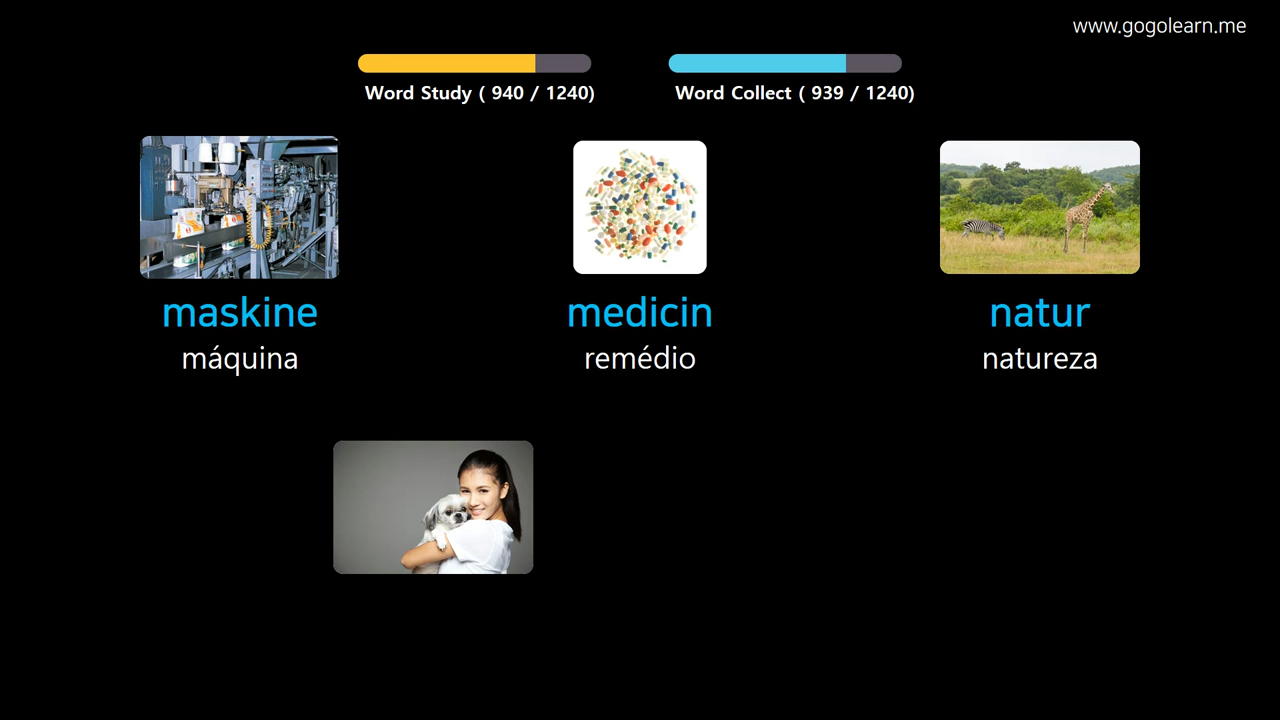 www.gogolearn.me
Word Study ( 940 / 1240)
Word Collect ( 939 / 1240)
maskine
medicin
natur
máquina
remédio
natureza